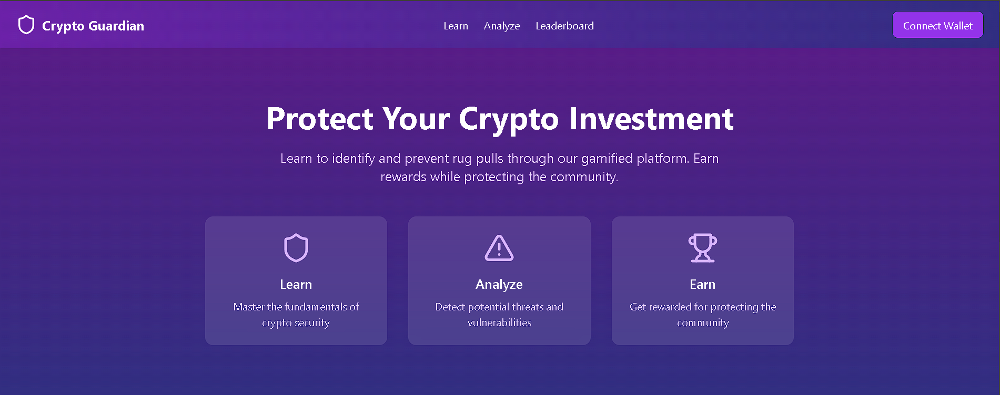 Crypto Guardian
Learn
Analyze
Leaderboard
Connect Wallet
Protect Your Crypto Investment
Learn to identify and prevent rug pulls through our gamified platform. Earn
rewards while protecting the community.
Learn
Master the fundamentals of
crypto security
Analyze
Detect potential threats and
vulnerabilities
Earn
Get rewarded for protecting the
community